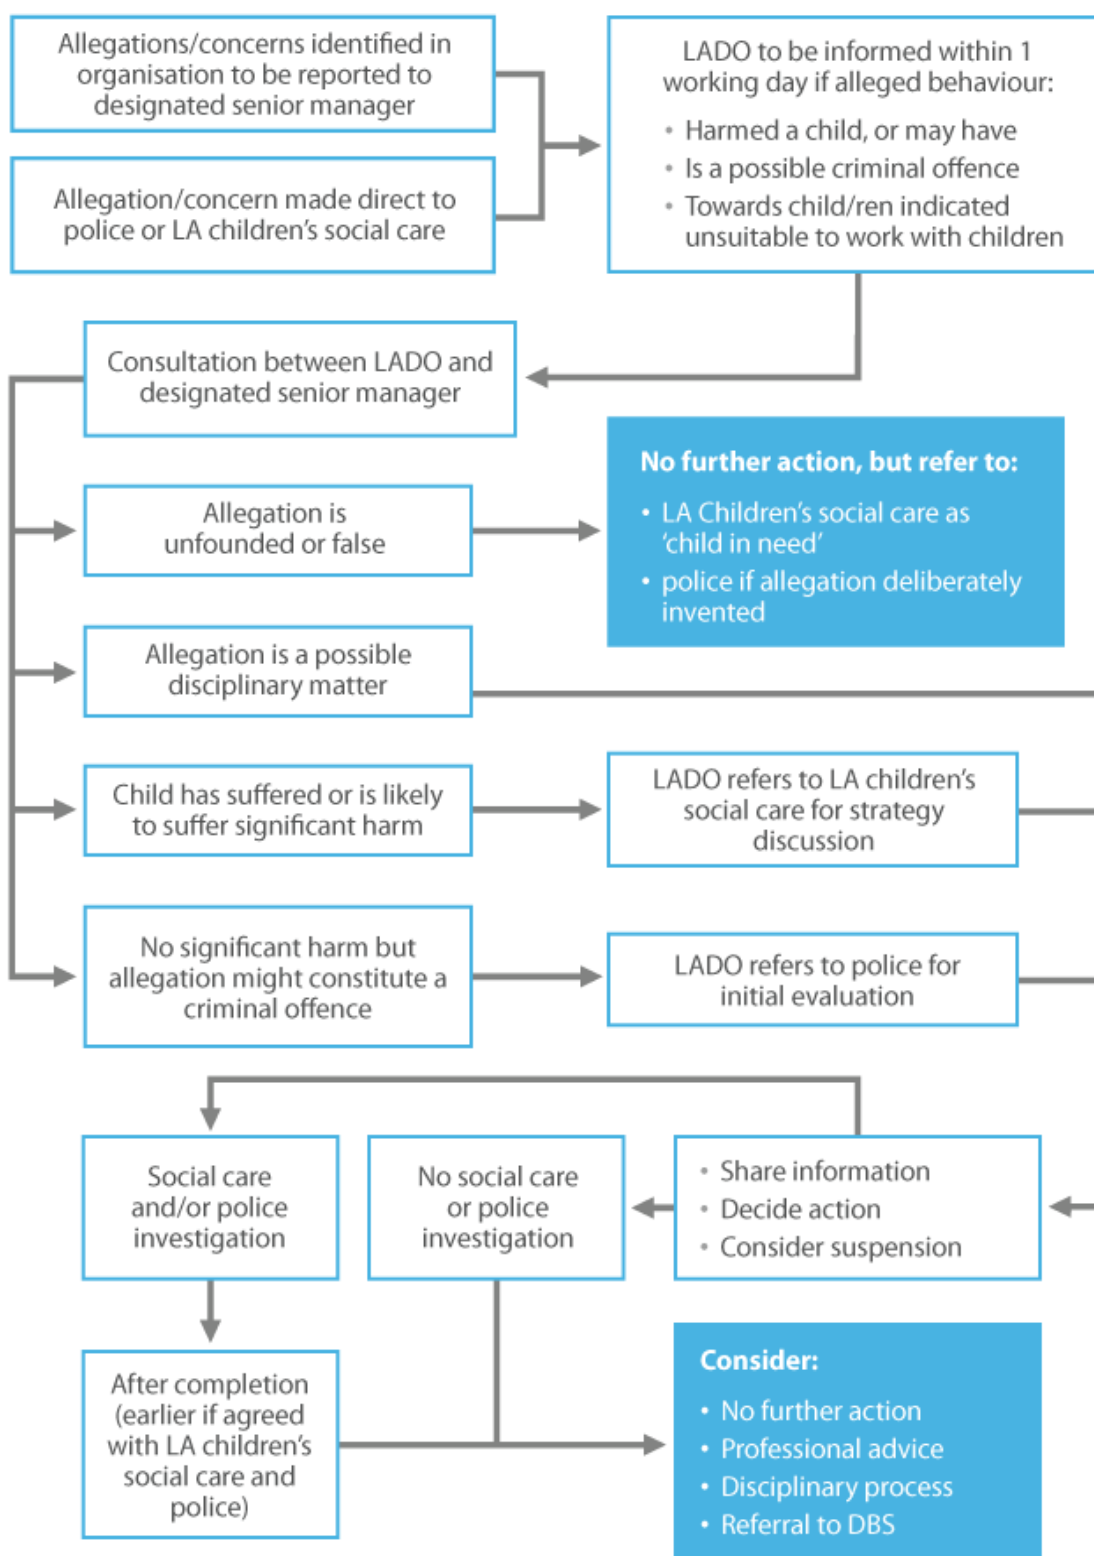 Allegations/concerns identified in
organisation to be reported to
designated senior manager
Allegation/concern made direct to
police or LA children's social care
LADO to be informed within 1
working day if alleged behaviour:
• Harmed a child, or may have
• Is a possible criminal offence
• Towards child/ren indicated
unsuitable to work with children
Consultation between LADO and
designated senior manager
Allegation is
unfounded or false
No further action, but refer to:
• LA Children's social care as
'child in need'
• police if allegation deliberately
invented
Allegation is a possible
disciplinary matter
Child has suffered or is likely
to suffer significant harm
LADO refers to LA children's
social care for strategy
discussion
No significant harm but
allegation might constitute a
criminal offence
LADO refers to police for
initial evaluation
Social care
and/or police
investigation
No social care
or police
investigation
• Share information
• Decide action
• Consider suspension
After completion
(earlier if agreed
with LA children's
social care and
police)
Consider:
• No further action
• Professional advice
• Disciplinary process
• Referral to DBS